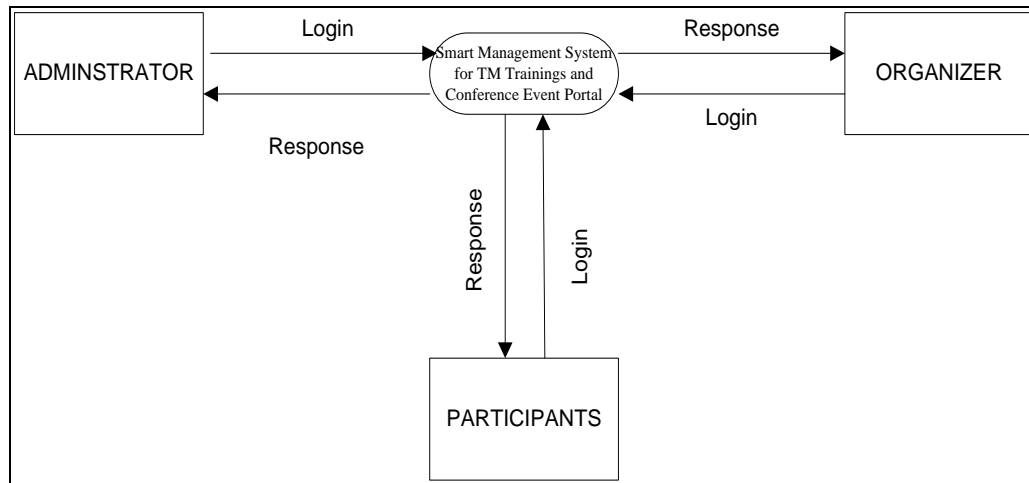 Login
Response
ADMINSTRATOR
Smart Management System
for TM Trainings and
Conference Event Portal
ORGANIZER
Response
Login
Response
Login
PARTICIPANTS